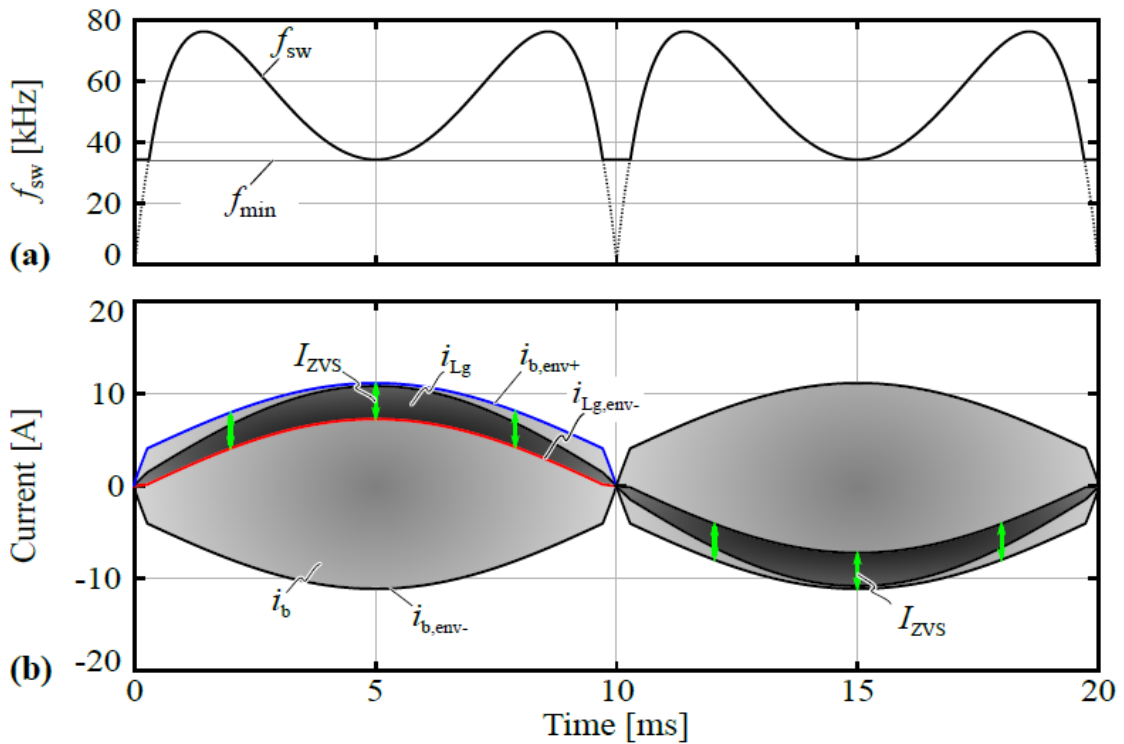 80
60
40
20
0
f_sw [kHz]
f_sw
f_min
(a)
20
10
0
-10
-20
Current [A]
I_ZVS
i_Lg
i_b,env+
i_Lg,env-
i_b
i_b,env-
I_ZVS
(b)
0 5 10 15 20
Time [ms]